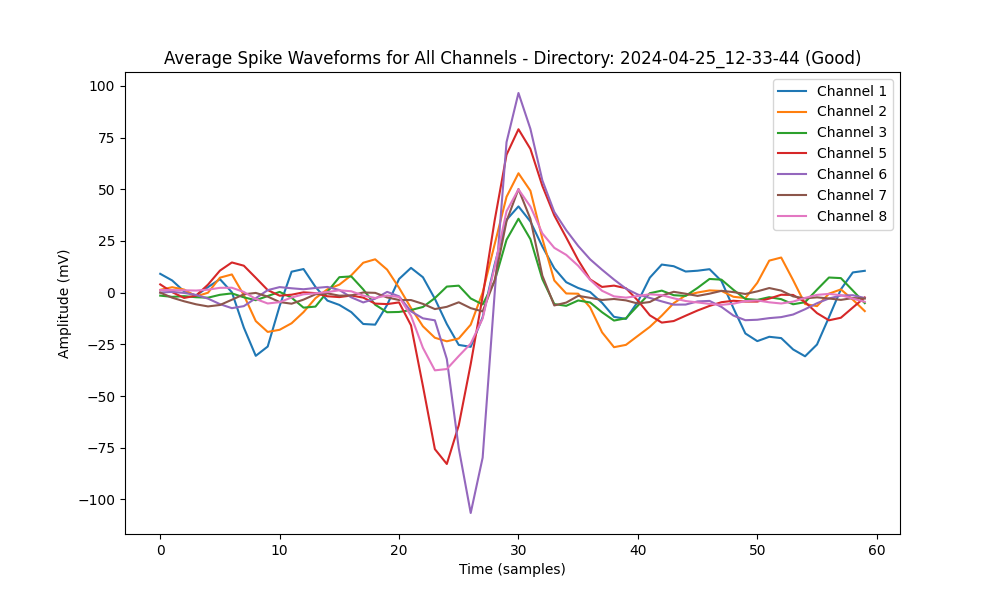 Average Spike Waveforms for All Channels - Directory: 2024-04-25_12-33-44 (Good)
100
75
50
25
0
−25
−50
−75
−100
Amplitude (mV)
Channel 1
Channel 2
Channel 3
Channel 5
Channel 6
Channel 7
Channel 8
0 10 20 30 40 50 60
Time (samples)